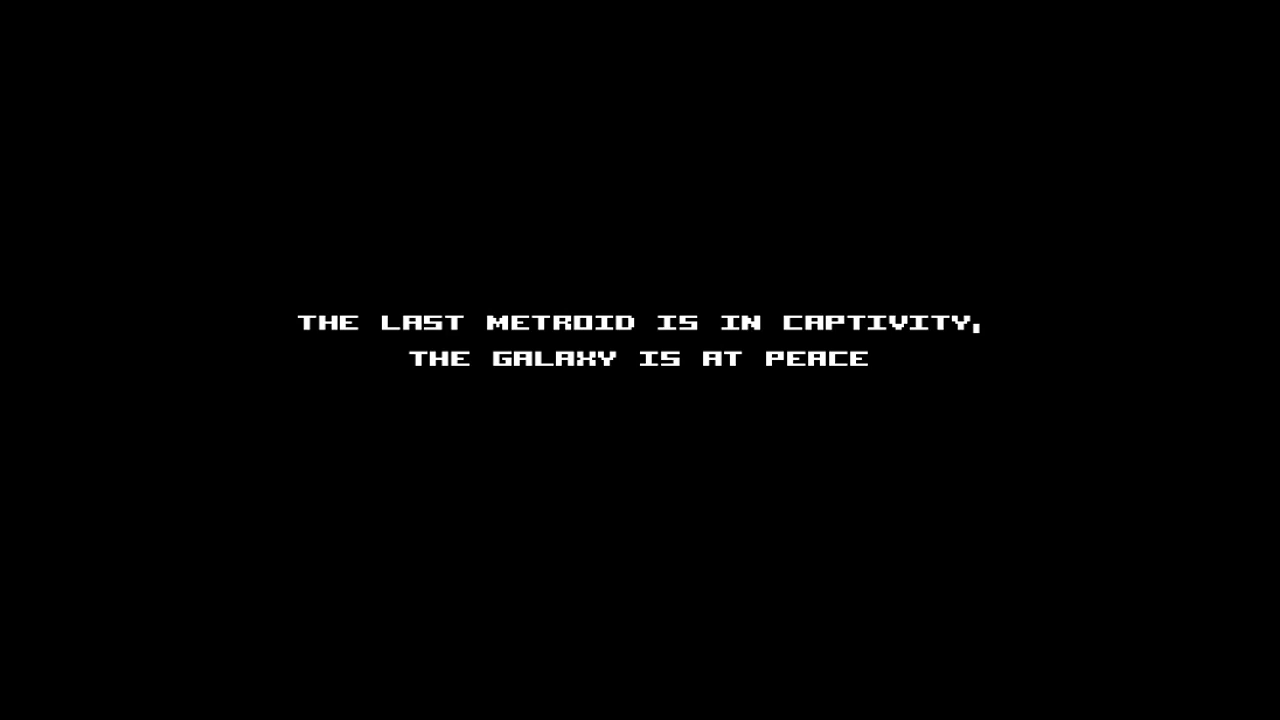 THE LAST METROID IS IN CAPTIVITY,
THE GALAXY IS AT PEACE